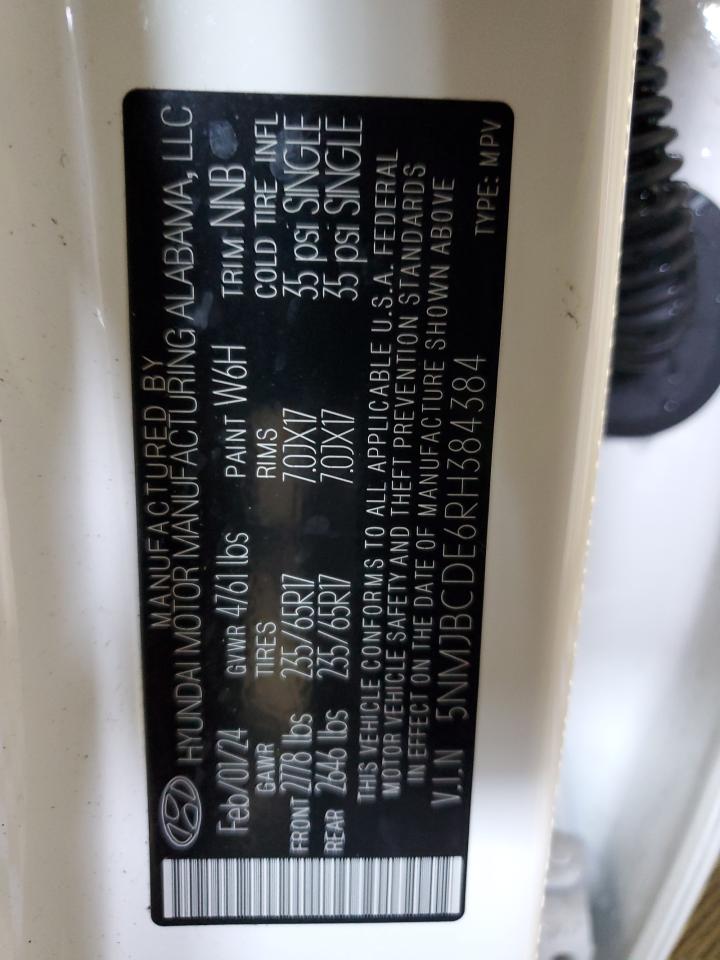 MANUFACTURED BY
HYUNDAI MOTOR MANUFACTURING ALABAMA, LLC
Feb/07/24 GVWR 4761 lbs PAINT W6H TRIM NNB
GAWR TIRES RIMS COLD TIRE INFL
FRONT 2778 lbs 235/65R17 7.0JX17 35 psi SINGLE
REAR 2646 lbs 235/65R17 7.0JX17 35 psi SINGLE
THIS VEHICLE CONFORMS TO ALL APPLICABLE U.S.A. FEDERAL
MOTOR VEHICLE SAFETY AND THEFT PREVENTION STANDARDS
IN EFFECT ON THE DATE OF MANUFACTURE SHOWN ABOVE
V.I.N 5NMJBCDE6RH384384
TYPE: MPV